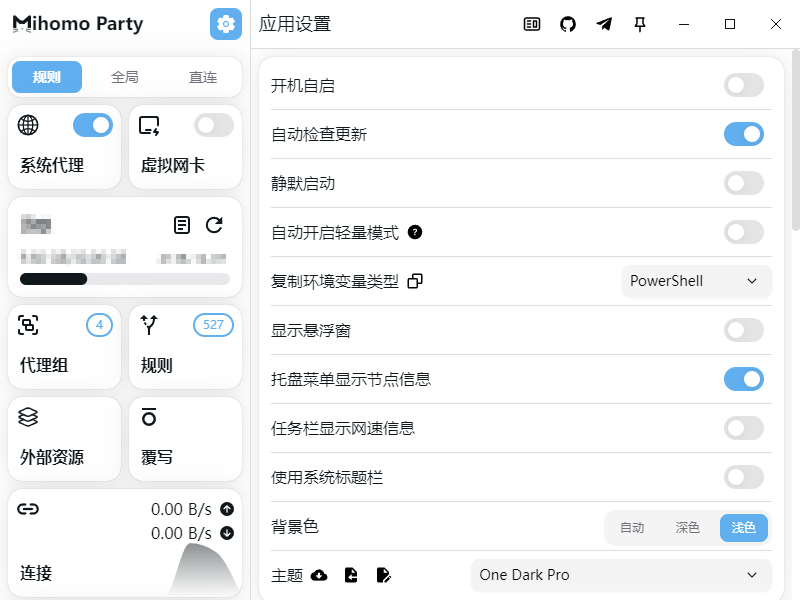 Mihomo Party
规则 全局 直连
系统代理 虚拟网卡
4 527
代理组 规则
外部资源 覆写
0.00 B/s
0.00 B/s
连接
应用设置
开机自启
自动检查更新
静默启动
自动开启轻量模式
复制环境变量类型 PowerShell
显示悬浮窗
托盘菜单显示节点信息
任务栏显示网速信息
使用系统标题栏
背景色 自动 深色 浅色
主题 One Dark Pro